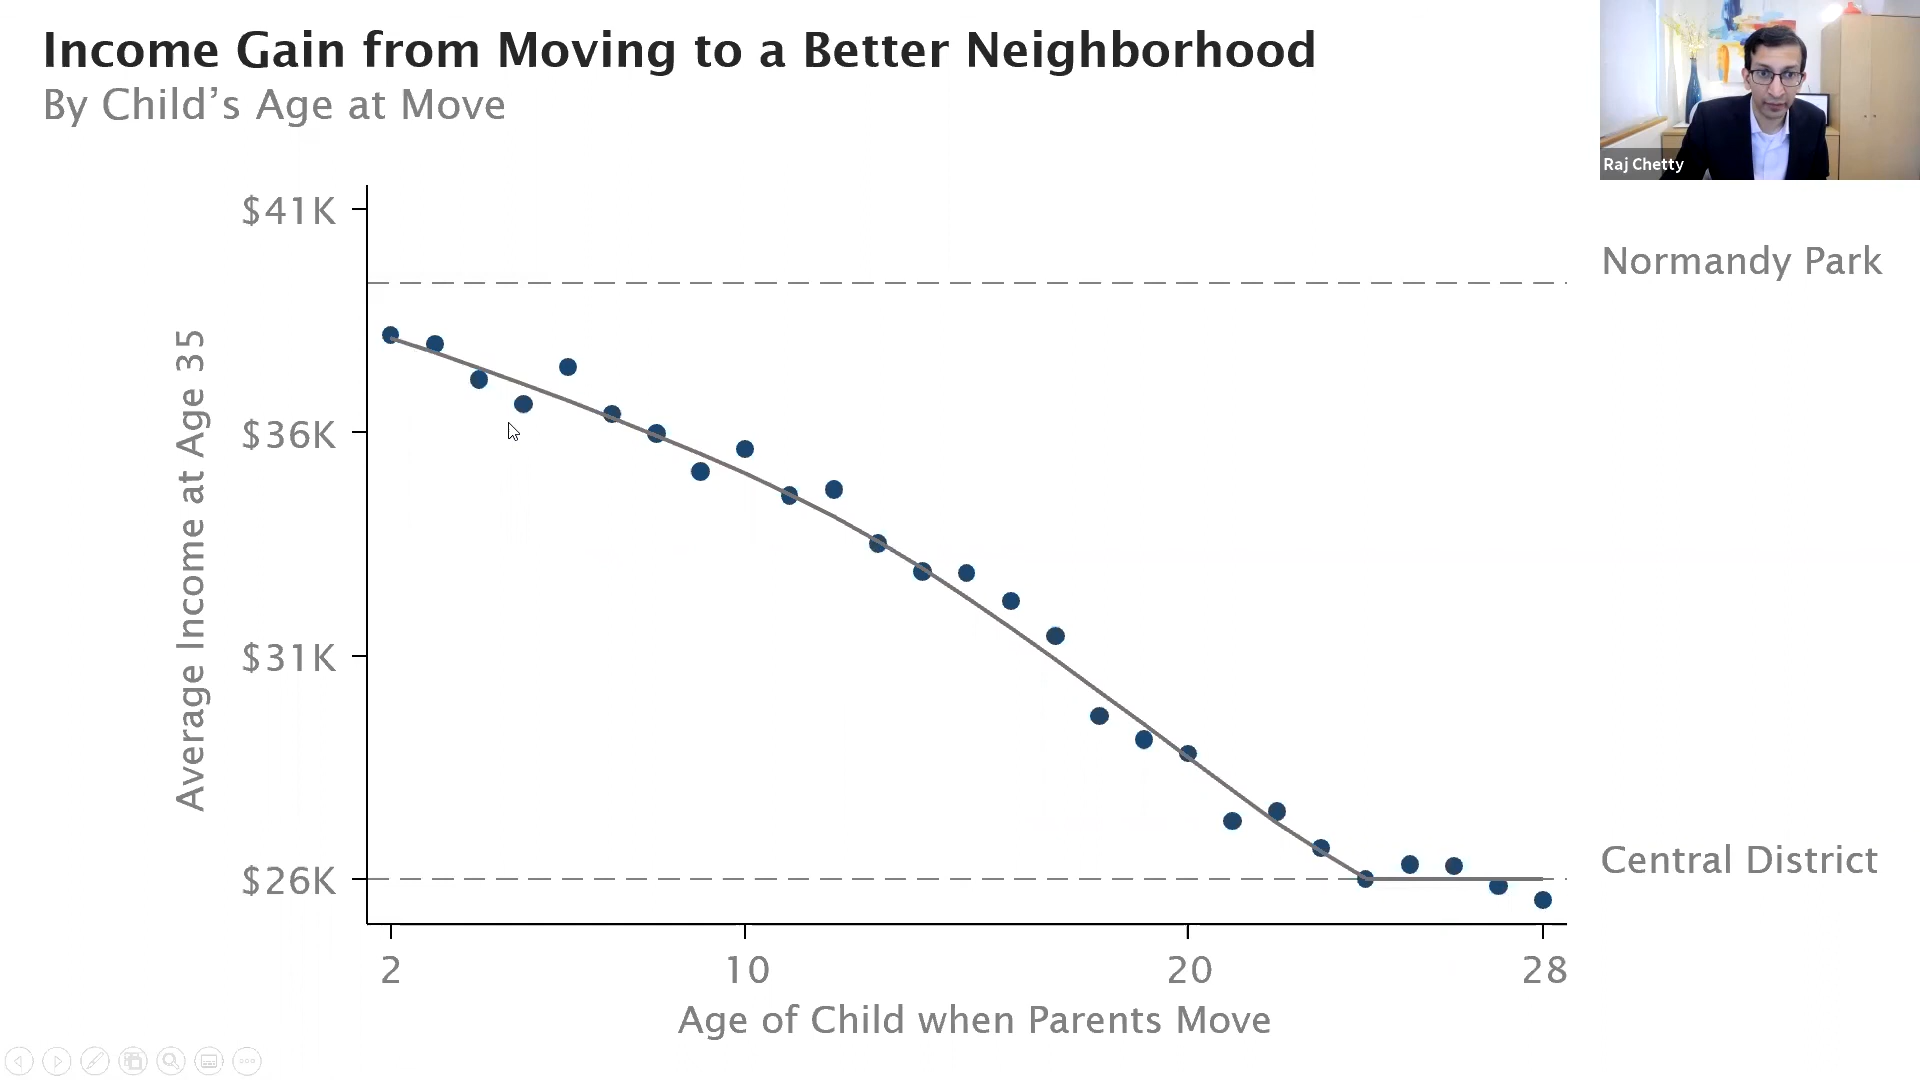 Income Gain from Moving to a Better Neighborhood
By Child’s Age at Move
Raj Chetty
$41K
Normandy Park
$36K
Average Income at Age 35
$31K
$26K
Central District
2
10
20
28
Age of Child when Parents Move